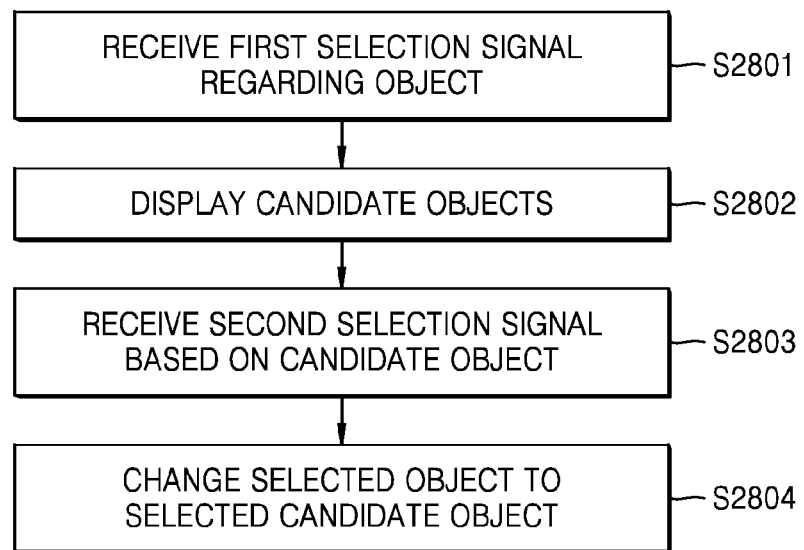 RECEIVE FIRST SELECTION SIGNAL
REGARDING OBJECT
S2801
DISPLAY CANDIDATE OBJECTS
S2802
RECEIVE SECOND SELECTION SIGNAL
BASED ON CANDIDATE OBJECT
S2803
CHANGE SELECTED OBJECT TO
SELECTED CANDIDATE OBJECT
S2804